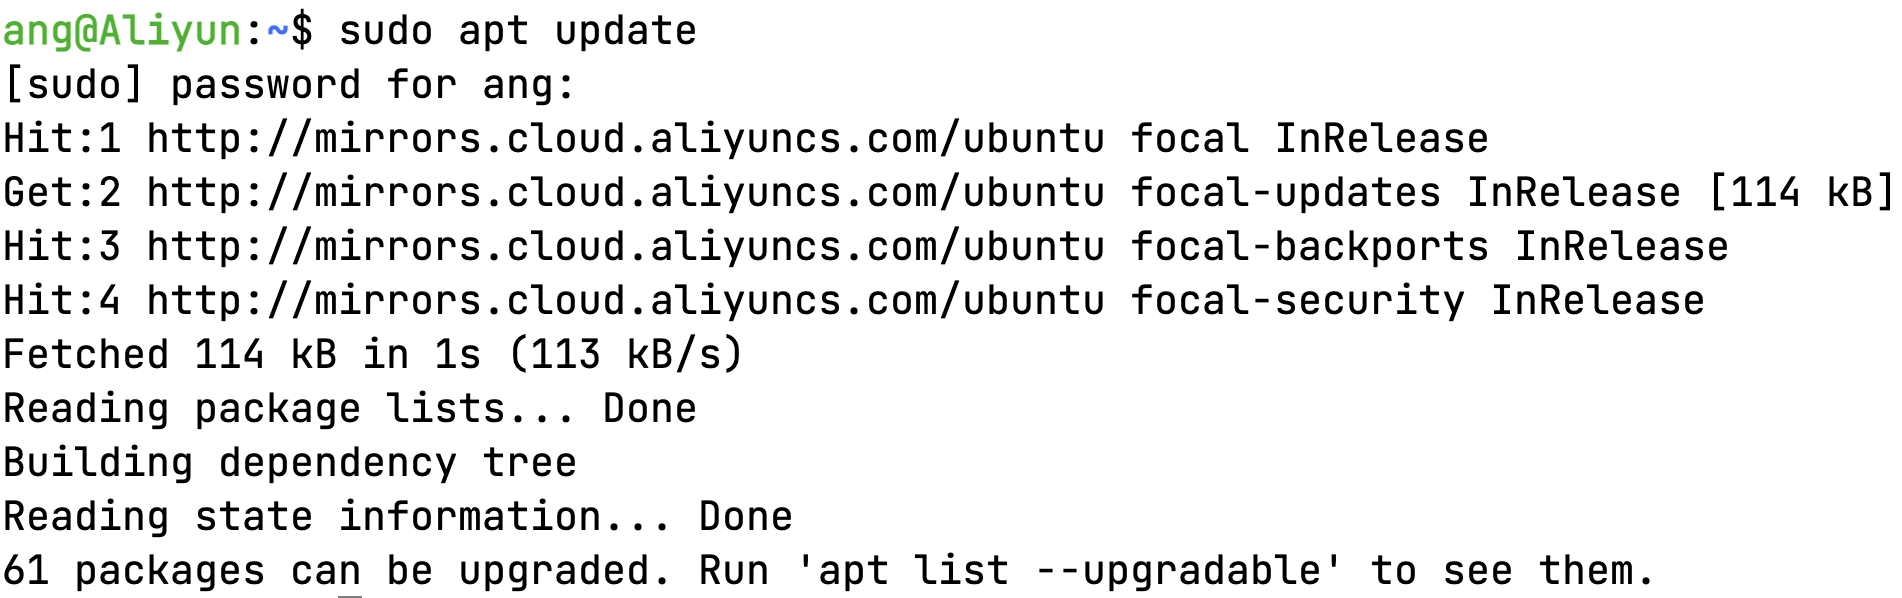 ang@Aliyun:~$ sudo apt update
[sudo] password for ang:
Hit:1 http://mirrors.cloud.aliyuncs.com/ubuntu focal InRelease
Get:2 http://mirrors.cloud.aliyuncs.com/ubuntu focal-updates InRelease [114 kB]
Hit:3 http://mirrors.cloud.aliyuncs.com/ubuntu focal-backports InRelease
Hit:4 http://mirrors.cloud.aliyuncs.com/ubuntu focal-security InRelease
Fetched 114 kB in 1s (113 kB/s)
Reading package lists... Done
Building dependency tree
Reading state information... Done
61 packages can be upgraded. Run 'apt list --upgradable' to see them.